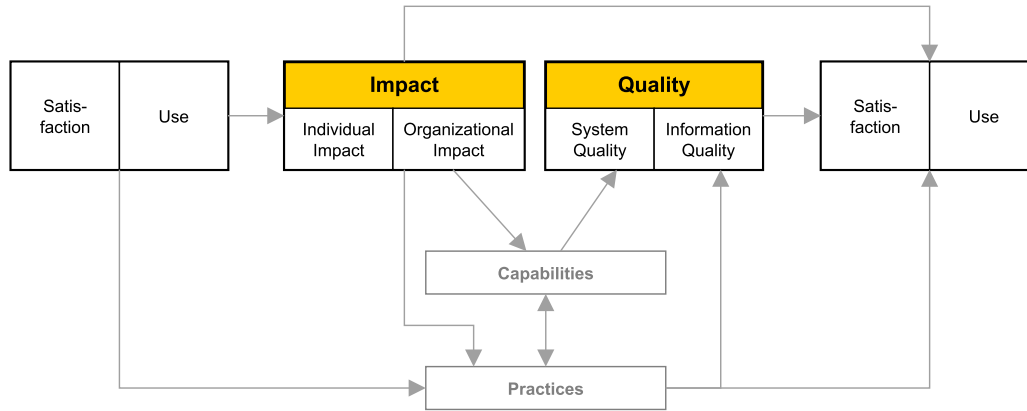 Impact
Quality
Satis-
faction
Use
Individual
Impact
Organizational
Impact
System
Quality
Information
Quality
Satis-
faction
Use
Capabilities
Practices